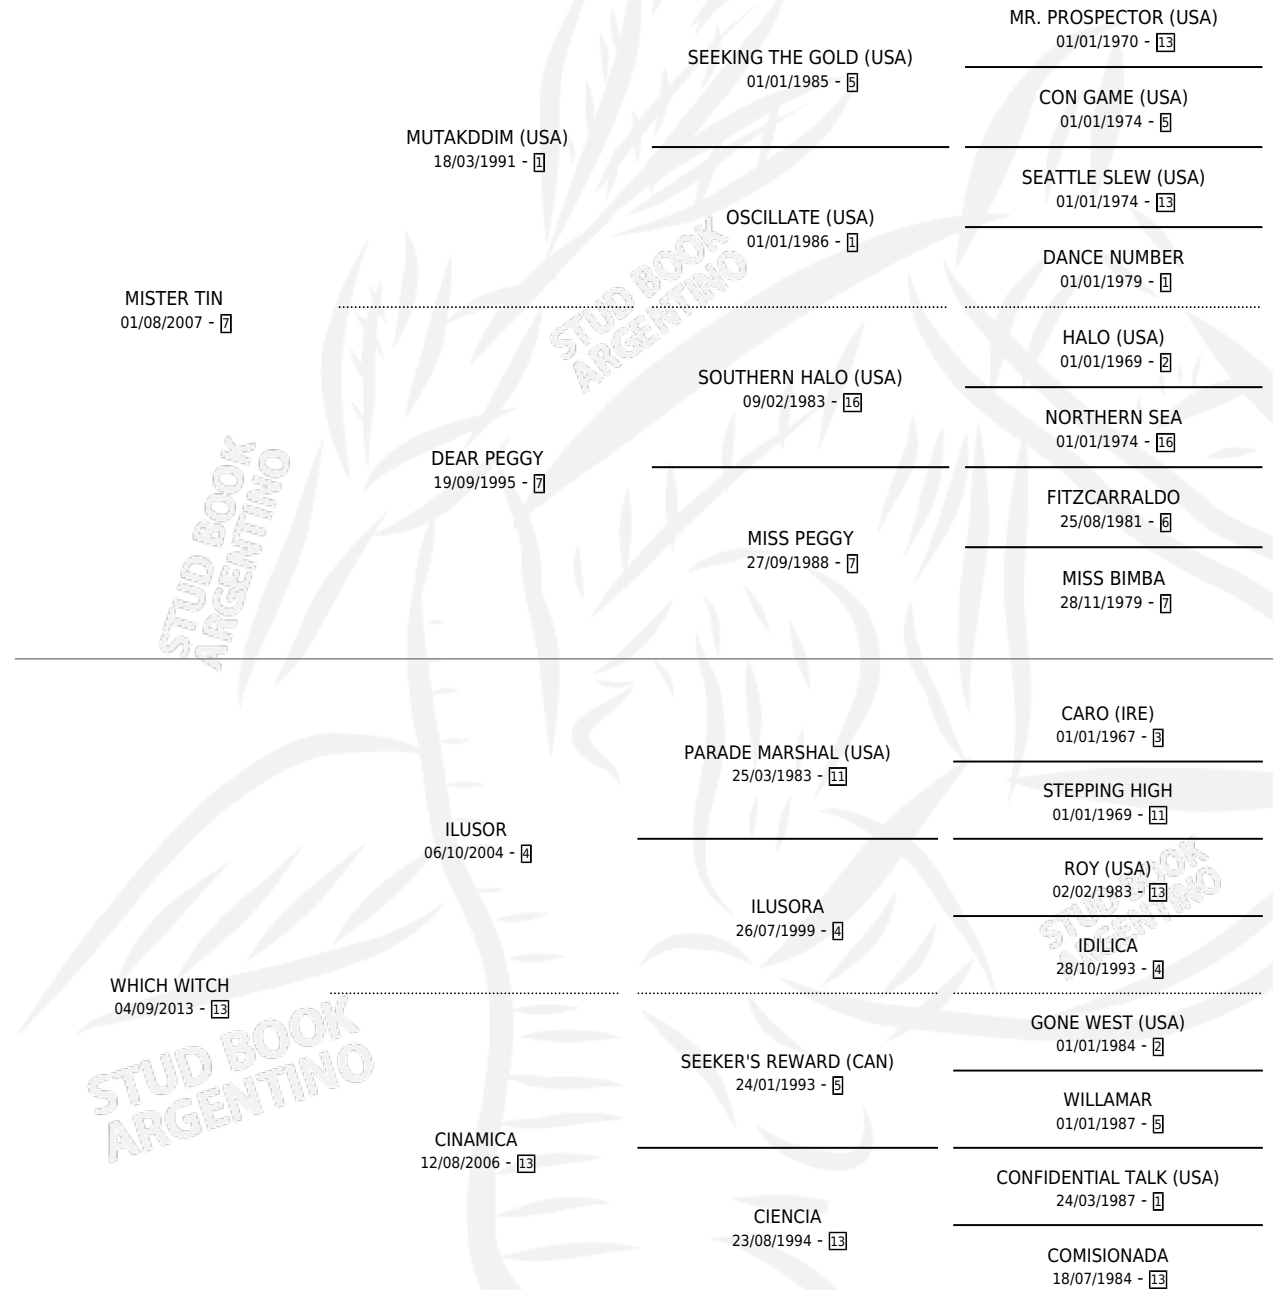 MR. PROSPECTOR (USA)
01/01/1970 - 13
SEEKING THE GOLD (USA)
01/01/1985 - 5
CON GAME (USA)
01/01/1974 - 5
MUTAKDDIM (USA)
18/03/1991 - 1
SEATTLE SLEW (USA)
01/01/1974 - 13
OSCILLATE (USA)
01/01/1986 - 1
DANCE NUMBER
01/01/1979 - 1
MISTER TIN
01/08/2007 - 7
HALO (USA)
01/01/1969 - 2
SOUTHERN HALO (USA)
09/02/1983 - 16
NORTHERN SEA
01/01/1974 - 16
DEAR PEGGY
19/09/1995 - 7
FITZCARRALDO
25/08/1981 - 6
MISS PEGGY
27/09/1988 - 7
MISS BIMBA
28/11/1979 - 7
CARO (IRE)
01/01/1967 - 3
PARADE MARSHAL (USA)
25/03/1983 - 11
STEPPING HIGH
01/01/1969 - 11
ILUSOR
06/10/2004 - 4
ROY (USA)
02/02/1983 - 13
ILUSORA
26/07/1999 - 4
IDILICA
28/10/1993 - 4
WHICH WITCH
04/09/2013 - 13
GONE WEST (USA)
01/01/1984 - 2
SEEKER'S REWARD (CAN)
24/01/1993 - 5
WILLAMAR
01/01/1987 - 5
CINAMICA
12/08/2006 - 13
CONFIDENTIAL TALK (USA)
24/03/1987 - 1
CIENCIA
23/08/1994 - 13
COMISIONADA
18/07/1984 - 13
STUD BOOK
ARGENTINO
STUD BOOK
ARGENTINO
STUD BOOK
ARGENTINO
STUD BOOK
ARGENTINO